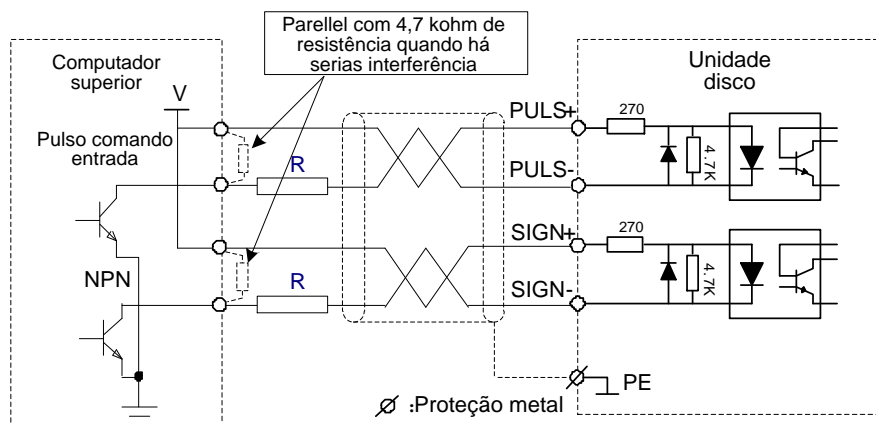 Parellel com 4,7 kohm de
resistência quando há
serias interferência
Computador
superior
Unidade
disco
V
Pulso comando
entrada
PULS+
270
R
PULS-
4.7K
SIGN+
270
NPN
R
SIGN-
4.7K
PE
:Proteção metal